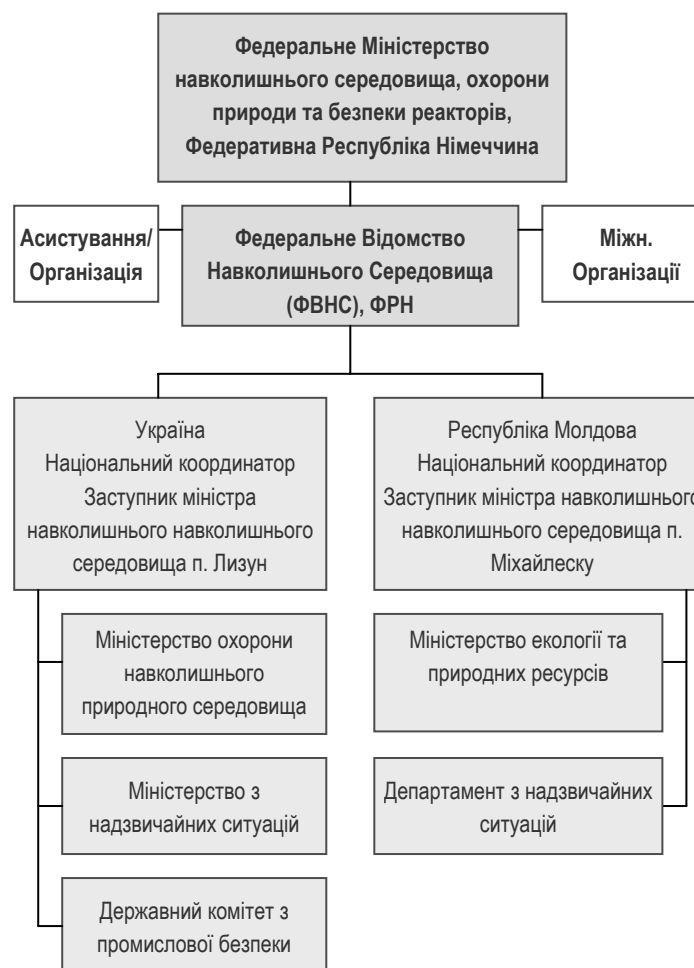 Федеральне Міністерство
навколишнього середовища, охорони
природи та безпеки реакторів,
Федеративна Республіка Німеччина
Асистування/
Організація
Федеральне Відомство
Навколишнього Середовища
(ФВНС), ФРН
Міжн.
Організації
Україна
Національний координатор
Заступник міністра
навколишнього навколишнього
середовища п. Лизун
Республіка Молдова
Національний координатор
Заступник міністра навколишнього
навколишнього середовища п.
Міхайлеску
Міністерство охорони
навколишнього
природного середовища
Міністерство екології та
природних ресурсів
Міністерство з
надзвичайних ситуацій
Департамент з надзвичайних
ситуацій
Державний комітет з
промислової безпеки